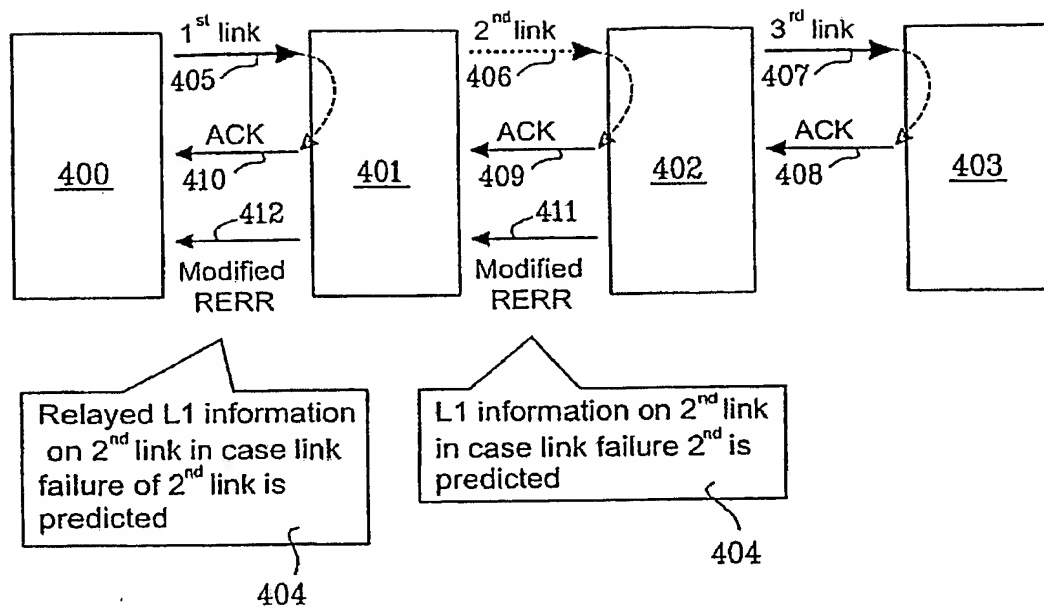 1st link
405
2nd link
406
3rd link
407
ACK
410
ACK
409
ACK
408
400
401
402
403
412
411
Modified
RERR
Modified
RERR
Relayed L1 information
on 2nd link in case link
failure of 2nd link is
predicted
L1 information on 2nd link
in case link failure 2nd is
predicted
404
404